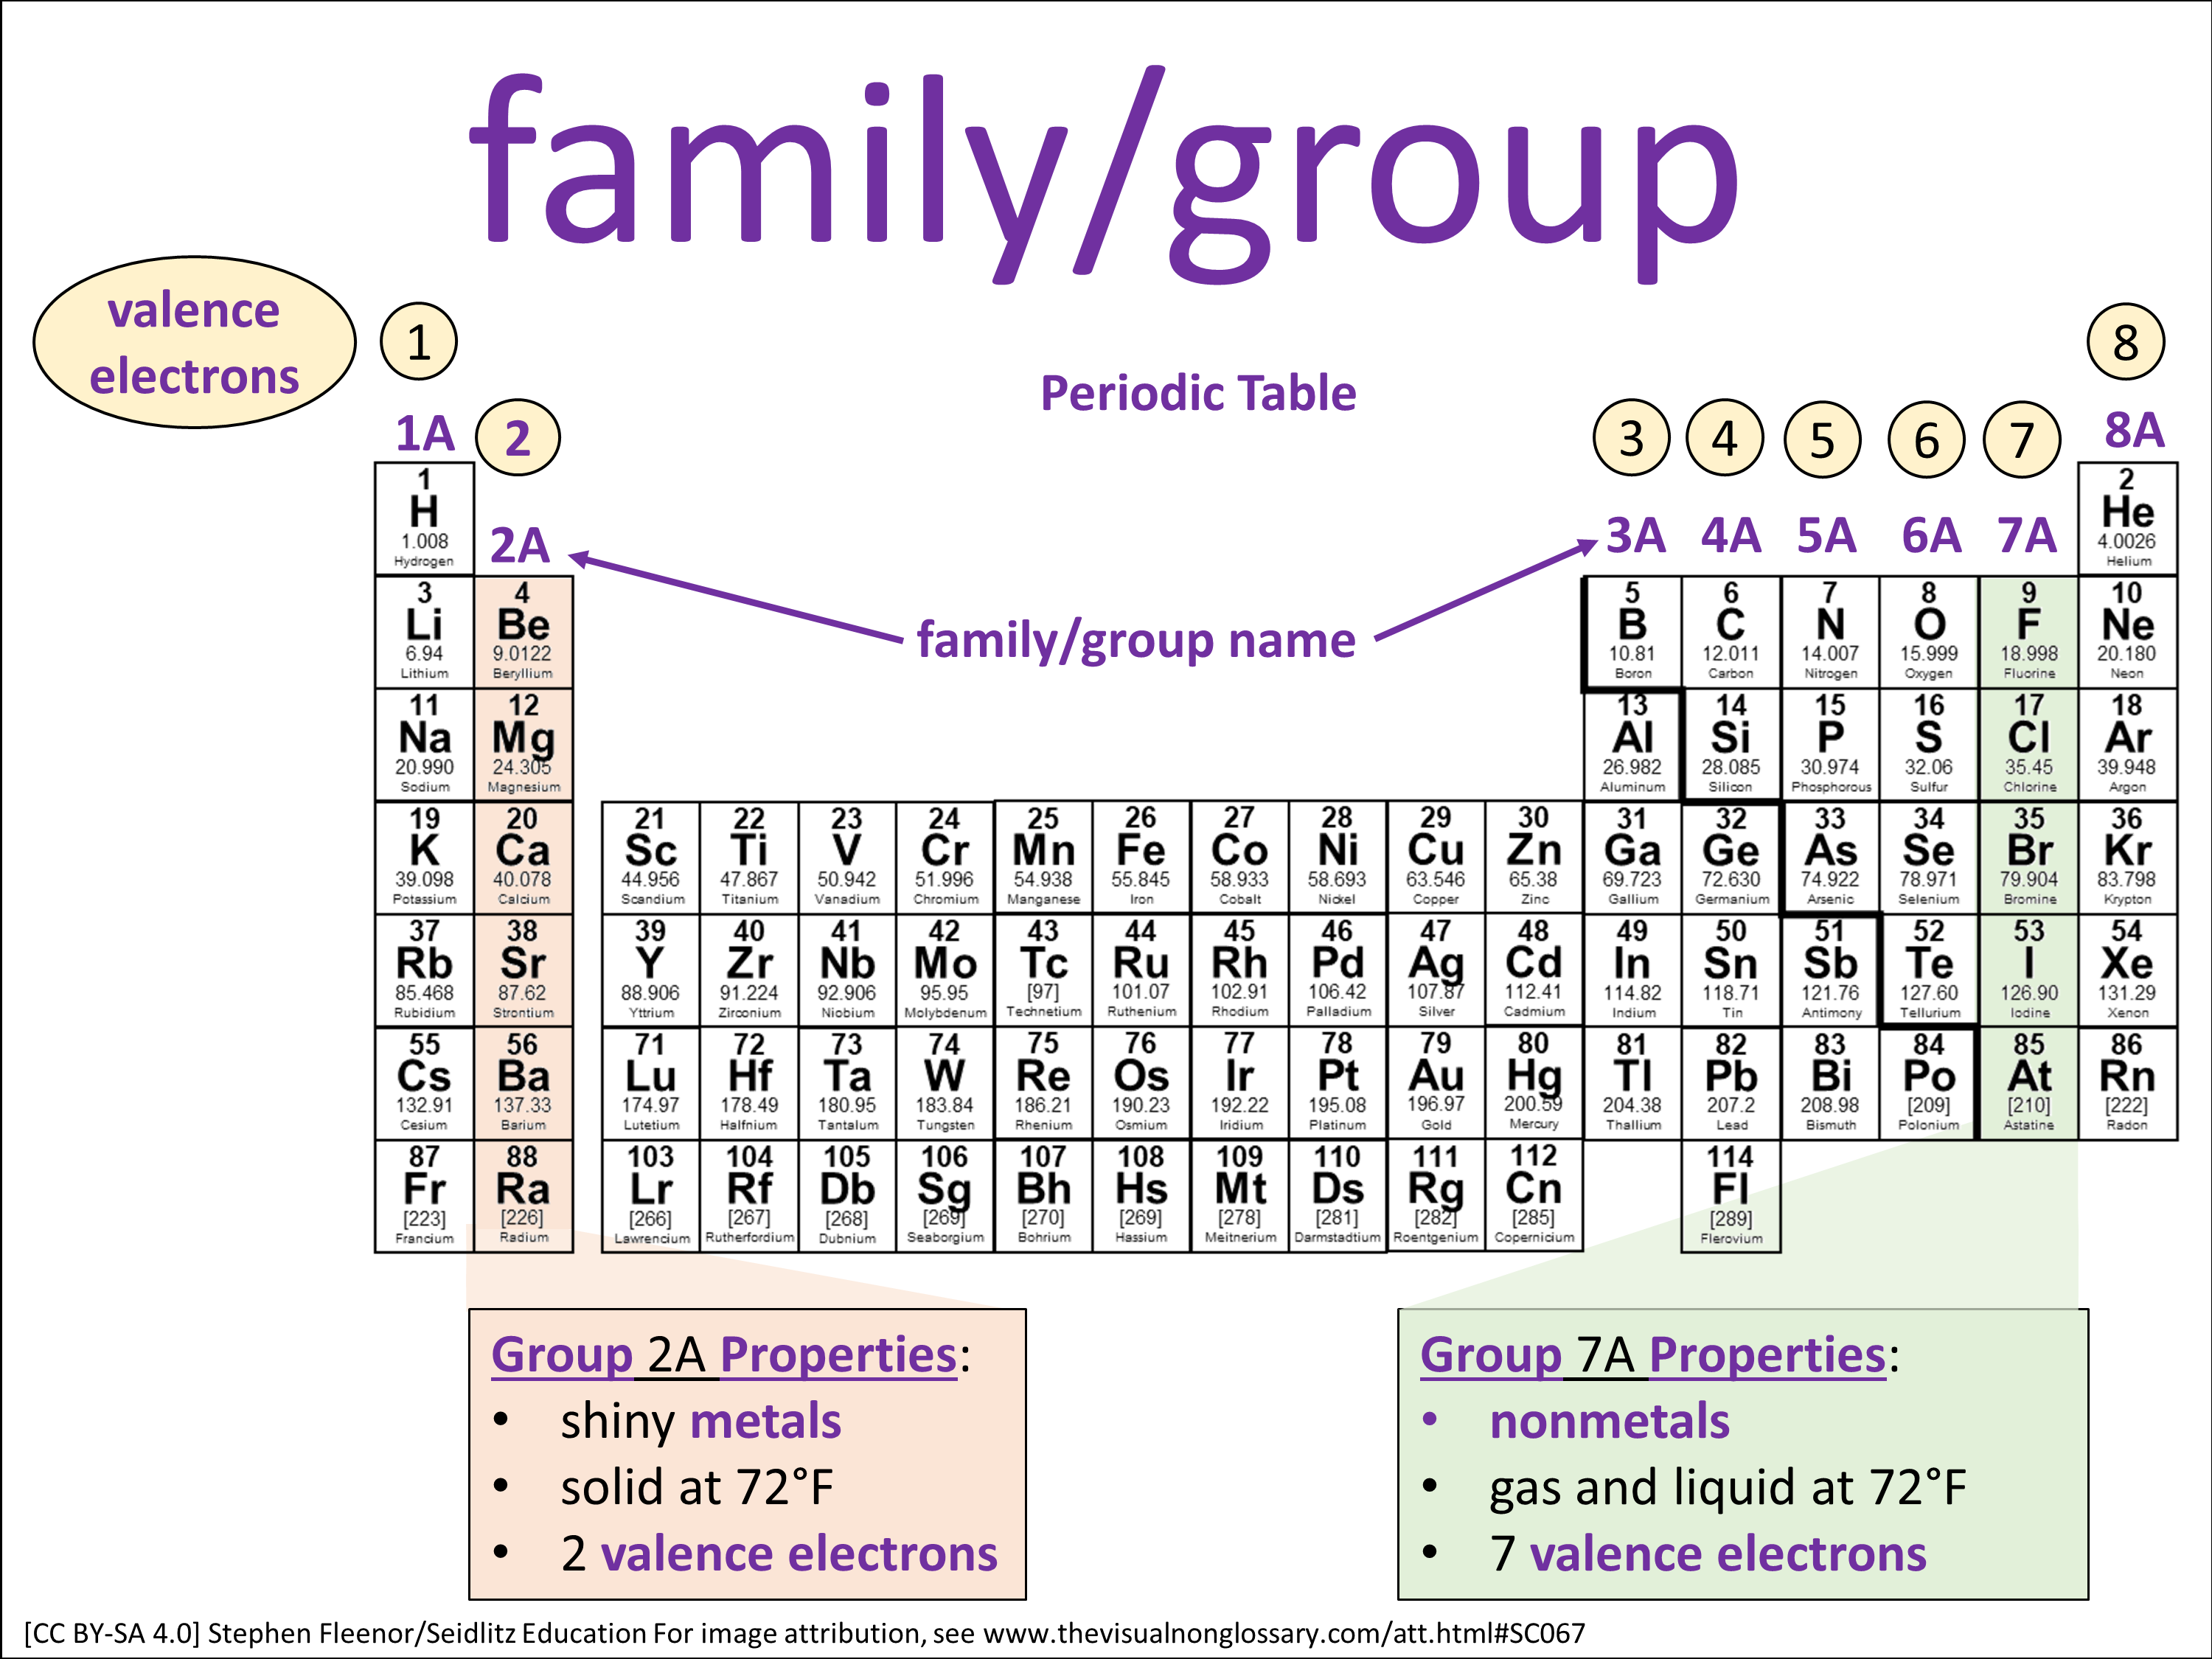 family/group
valence
electrons
1
8
Periodic Table
1A
2
3
4
5
6
7
8A
2A
3A
4A
5A
6A
7A
family/group name
1
H
1.008
Hydrogen
2
He
4.0026
Helium
3 4 5 6 7 8 9 10
Li Be B C N O F Ne
6.94 9.0122 10.81 12.011 14.007 15.999 18.998 20.180
Lithium Beryllium Boron Carbon Nitrogen Oxygen Fluorine Neon
11 12 13 14 15 16 17 18
Na Mg Al Si P S Cl Ar
20.990 24.305 26.982 28.085 30.974 32.06 35.45 39.948
Sodium Magnesium Aluminum Silicon Phosphorous Sulfur Chlorine Argon
19 20 21 22 23 24 25 26 27 28 29 30 31 32 33 34 35 36
K Ca Sc Ti V Cr Mn Fe Co Ni Cu Zn Ga Ge As Se Br Kr
39.098 40.078 44.956 47.867 50.942 51.996 54.938 55.845 58.933 58.693 63.546 65.38 69.723 72.630 74.922 78.971 79.904 83.798
Potassium Calcium Scandium Titanium Vanadium Chromium Manganese Iron Cobalt Nickel Copper Zinc Gallium Germanium Arsenic Selenium Bromine Krypton
37 38 39 40 41 42 43 44 45 46 47 48 49 50 51 52 53 54
Rb Sr Y Zr Nb Mo Tc Ru Rh Pd Ag Cd In Sn Sb Te I Xe
85.468 87.62 88.906 91.224 92.906 95.95 [97] 101.07 102.91 106.42 107.87 112.41 114.82 118.71 121.76 127.60 126.90 131.29
Rubidium Strontium Yttrium Zirconium Niobium Molybdenum Technetium Ruthenium Rhodium Palladium Silver Cadmium Indium Tin Antimony Tellurium Iodine Xenon
55 56 71 72 73 74 75 76 77 78 79 80 81 82 83 84 85 86
Cs Ba Lu Hf Ta W Re Os Ir Pt Au Hg Tl Pb Bi Po At Rn
132.91 137.33 174.97 178.49 180.95 183.84 186.21 190.23 192.22 195.08 196.97 200.59 204.38 207.2 208.98 [209] [210] [222]
Cesium Barium Lutetium Halfnium Tantalum Tungsten Rhenium Osmium Iridium Platinum Gold Mercury Thallium Lead Bismuth Polonium Astatine Radon
87 88 103 104 105 106 107 108 109 110 111 112 114
Fr Ra Lr Rf Db Sg Bh Hs Mt Ds Rg Cn Fl
[223] [226] [266] [267] [268] [269] [270] [269] [278] [281] [282] [285] [289]
Francium Radium Lawrencium Rutherfordium Dubnium Seaborgium Bohrium Hassium Meitnerium Darmstadtium Roentgenium Copernicium Flerovium
Group 2A Properties:
• shiny metals
• solid at 72°F
• 2 valence electrons
Group 7A Properties:
• nonmetals
• gas and liquid at 72°F
• 7 valence electrons
[CC BY-SA 4.0] Stephen Fleenor/Seidlitz Education For image attribution, see www.thevisualnonglossary.com/att.html#SC067